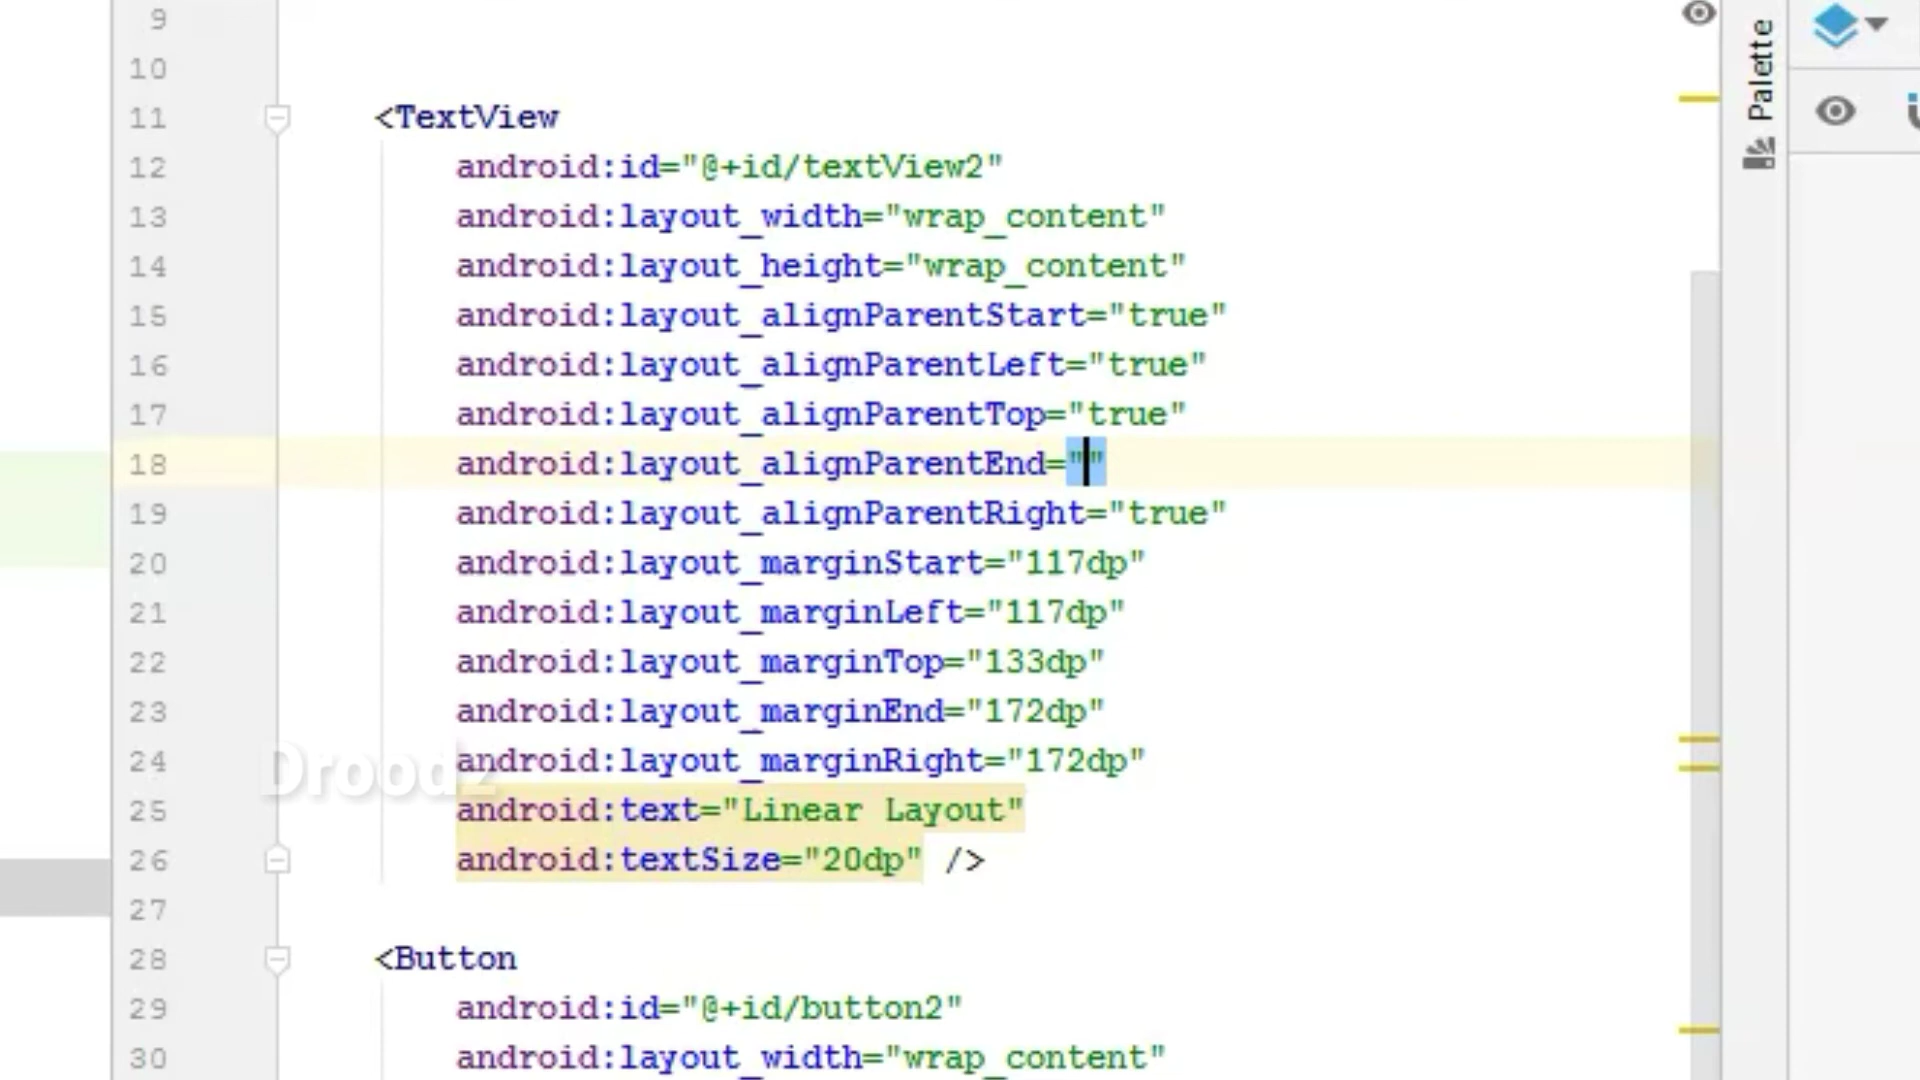 9
10
11 <TextView
12 android:id="@+id/textView2"
13 android:layout_width="wrap_content"
14 android:layout_height="wrap_content"
15 android:layout_alignParentStart="true"
16 android:layout_alignParentLeft="true"
17 android:layout_alignParentTop="true"
18 android:layout_alignParentEnd=""
19 android:layout_alignParentRight="true"
20 android:layout_marginStart="117dp"
21 android:layout_marginLeft="117dp"
22 android:layout_marginTop="133dp"
23 android:layout_marginEnd="172dp"
24 android:layout_marginRight="172dp"
25 android:text="Linear Layout"
26 android:textSize="20dp" />
27
28 <Button
29 android:id="@+id/button2"
30 android:layout_width="wrap_content"
Palette
Droodz